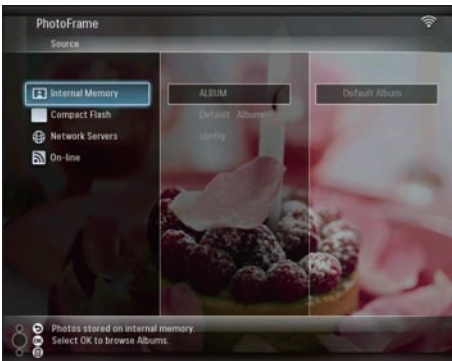 PhotoFrame
Source
Internal Memory
Compact Flash
Network Servers
On-line
ALBUM
Default Album
config
Default Album
Photos stored on internal memory.
Select OK to browse Albums.
OK